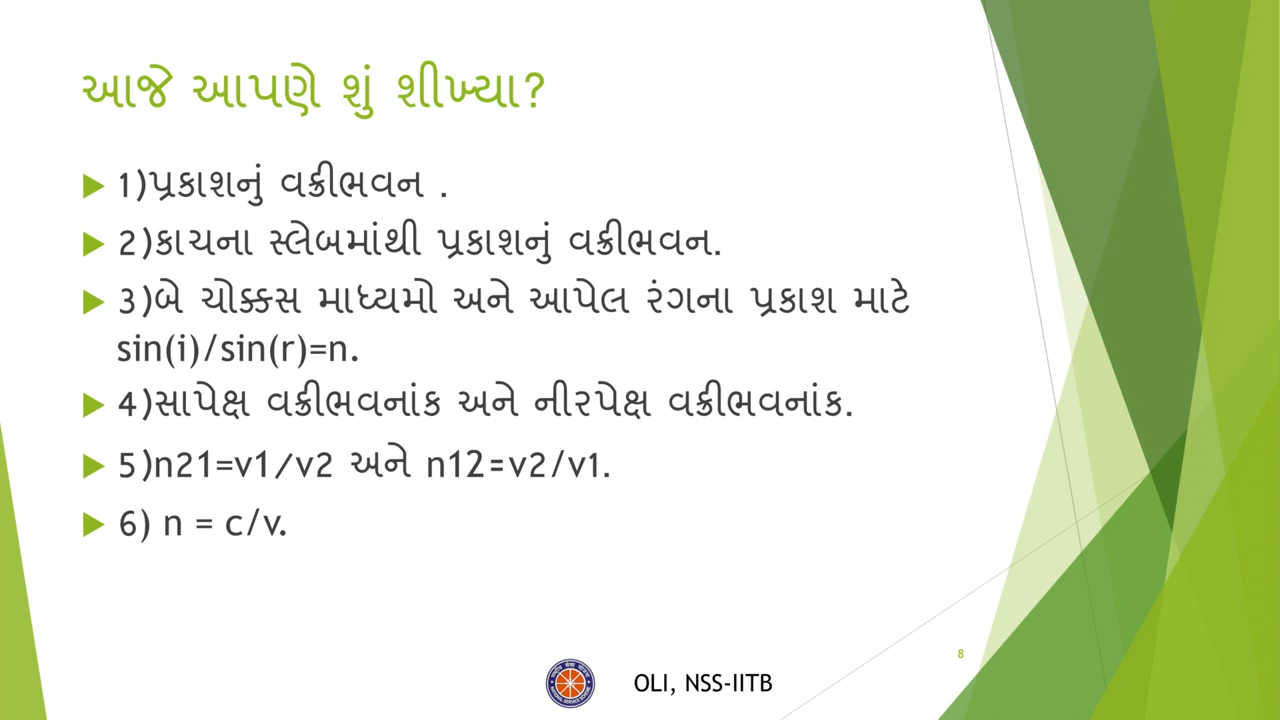 આજે આપણે શું શીખ્યા?
1)પ્રકાશનું વક્રીભવન .
2)કાચના સ્લેબમાંથી પ્રકાશનું વક્રીભવન.
3)બે ચોક્કસ માધ્યમો અને આપેલ રંગના પ્રકાશ માટે
sin(i)/sin(r)=n.
4)સાપેક્ષ વક્રીભવનાંક અને નીરપેક્ષ વક્રીભવનાંક.
5)n21=v1/v2 અને n12=v2/v1.
6) n = c/v.
8
OLI, NSS-IITB